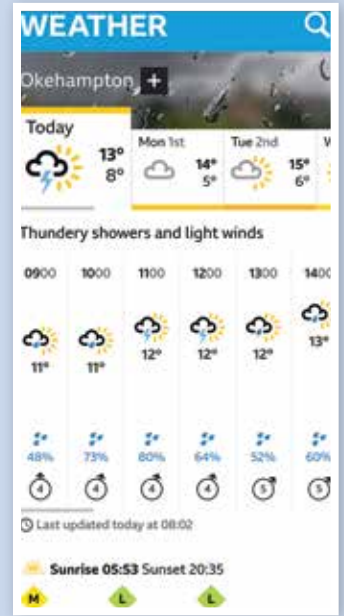 WEATHER
Okehampton +
Today
13°
8°
Mon 1st
14°
5°
Tue 2nd
15°
6°
Thundery showers and light winds
0900 1000 1100 1200 1300 1400
11° 11° 12° 12° 12° 13°
48% 73% 80% 64% 52% 60%
4 4 4 4 5 5
Last updated today at 08:02
Sunrise 05:53 Sunset 20:35
M L L